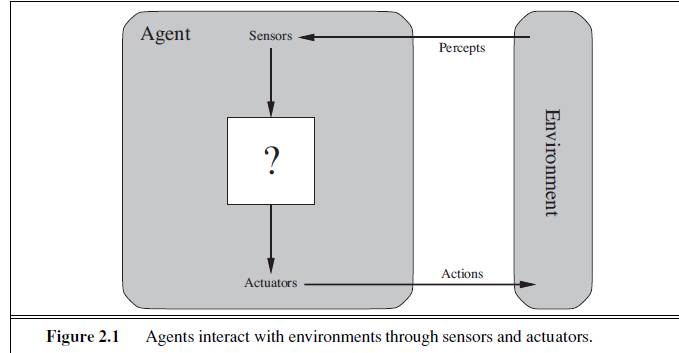 Agent
Sensors
Percepts
?
Environment
Actuators
Actions
Figure 2.1 Agents interact with environments through sensors and actuators.